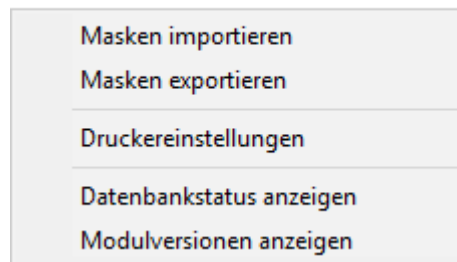 Masken importieren
Masken exportieren
Druckereinstellungen
Datenbankstatus anzeigen
Modulversionen anzeigen